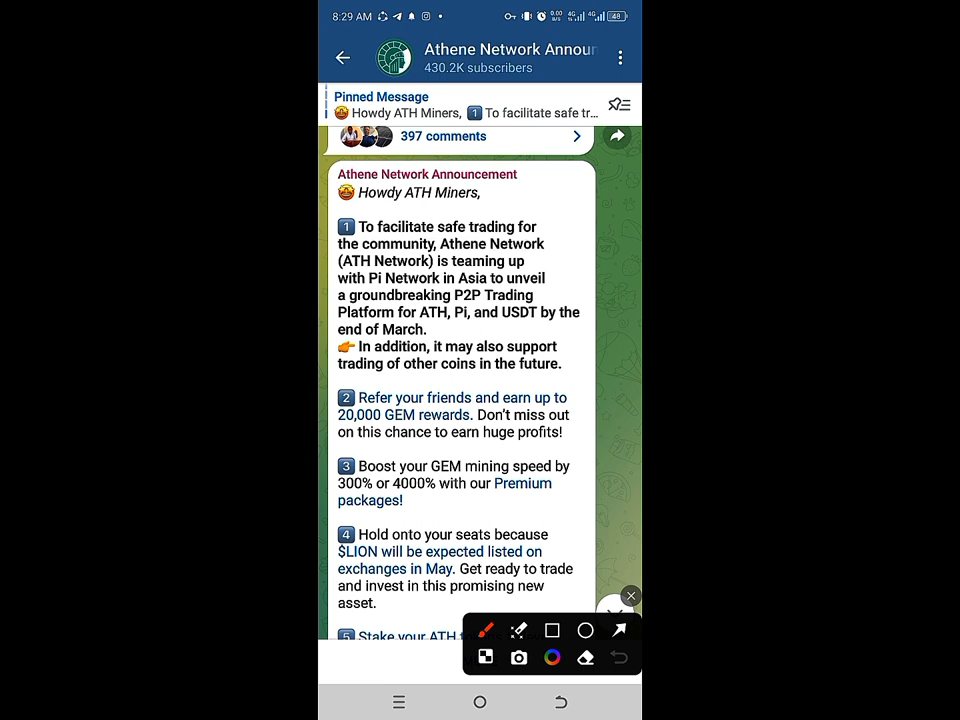 8:29 AM 0.00 B/S 4G 4G 48
Athene Network Announ
430.2K subscribers
Pinned Message
🤩 Howdy ATH Miners, 1️⃣ To facilitate safe tr...
397 comments
Athene Network Announcement
🤩 Howdy ATH Miners,
1️⃣ To facilitate safe trading for
the community, Athene Network
(ATH Network) is teaming up
with Pi Network in Asia to unveil
a groundbreaking P2P Trading
Platform for ATH, Pi, and USDT by the
end of March.
👉 In addition, it may also support
trading of other coins in the future.
2️⃣ Refer your friends and earn up to
20,000 GEM rewards. Don't miss out
on this chance to earn huge profits!
3️⃣ Boost your GEM mining speed by
300% or 4000% with our Premium
packages!
4️⃣ Hold onto your seats because
$LION will be expected listed on
exchanges in May. Get ready to trade
and invest in this promising new
asset.
5️⃣ Stake your ATH